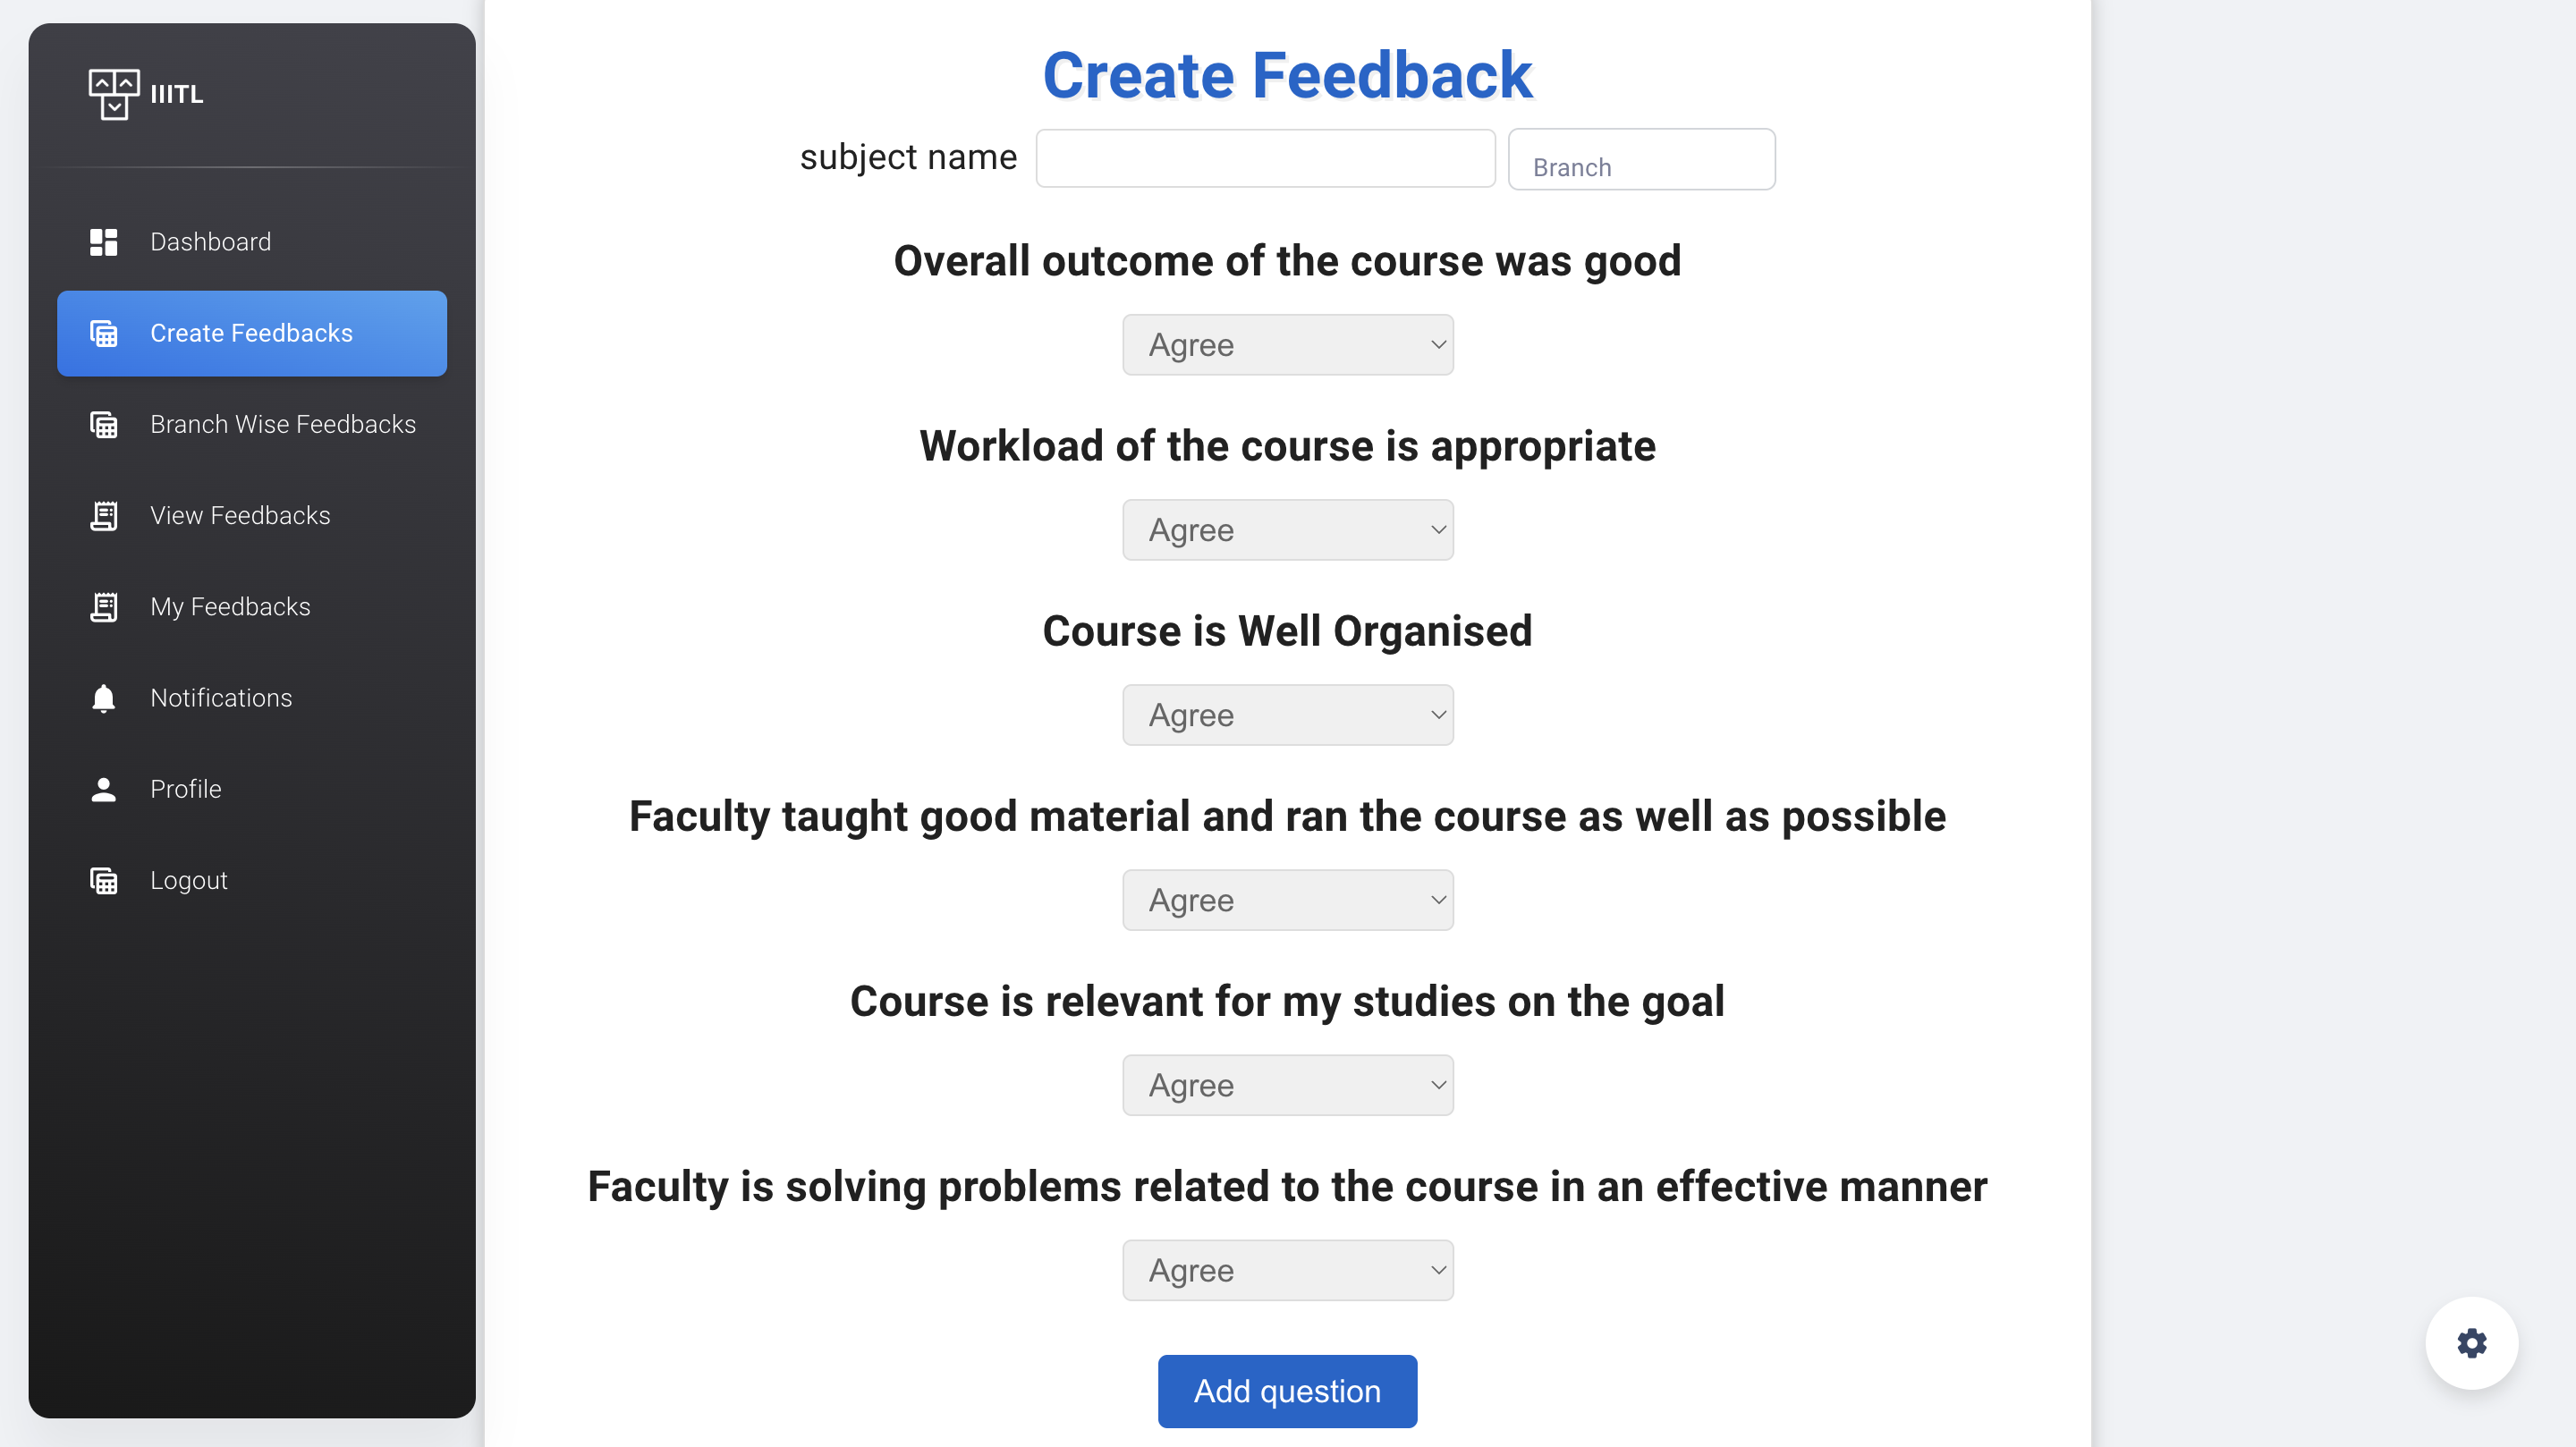 IIITL
Dashboard
Create Feedbacks
Branch Wise Feedbacks
View Feedbacks
My Feedbacks
Notifications
Profile
Logout
Create Feedback
subject name
Branch
Overall outcome of the course was good
Agree
Workload of the course is appropriate
Agree
Course is Well Organised
Agree
Faculty taught good material and ran the course as well as possible
Agree
Course is relevant for my studies on the goal
Agree
Faculty is solving problems related to the course in an effective manner
Agree
Add question